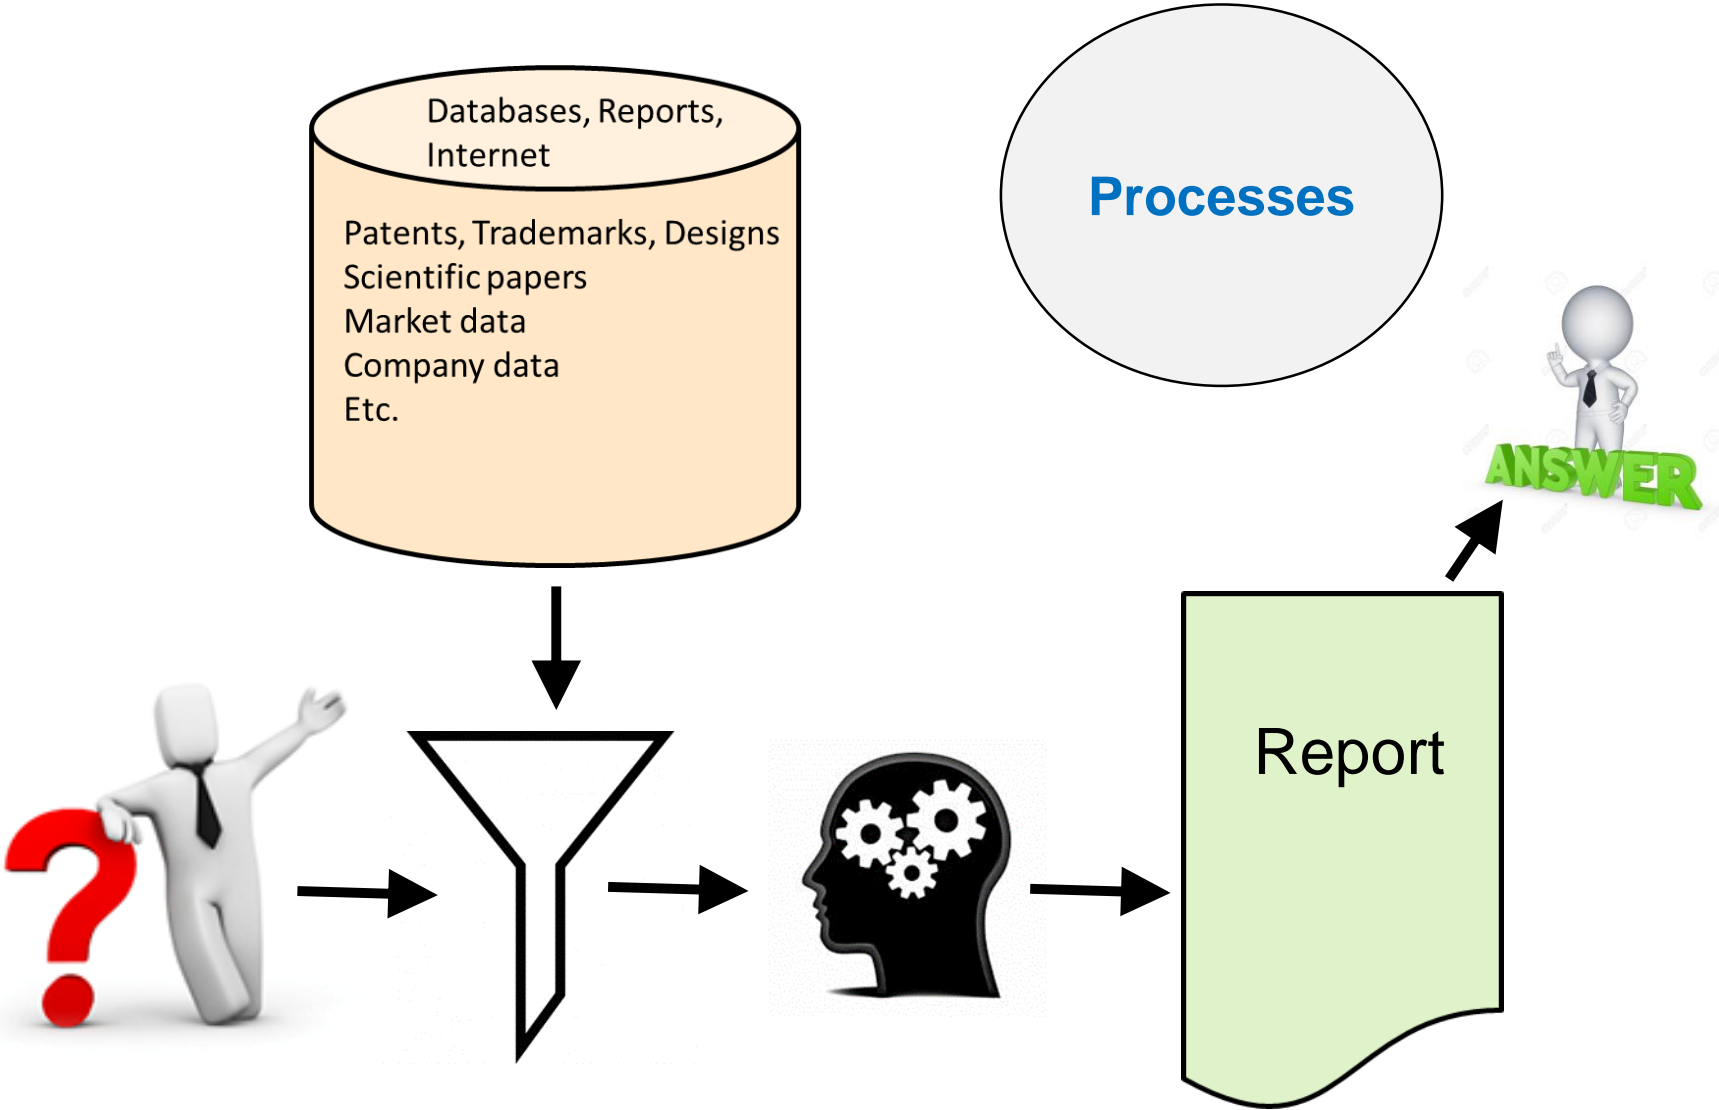 Databases, Reports,
Internet
Patents, Trademarks, Designs
Scientific papers
Market data
Company data
Etc.
Processes
ANSWER
Report
?